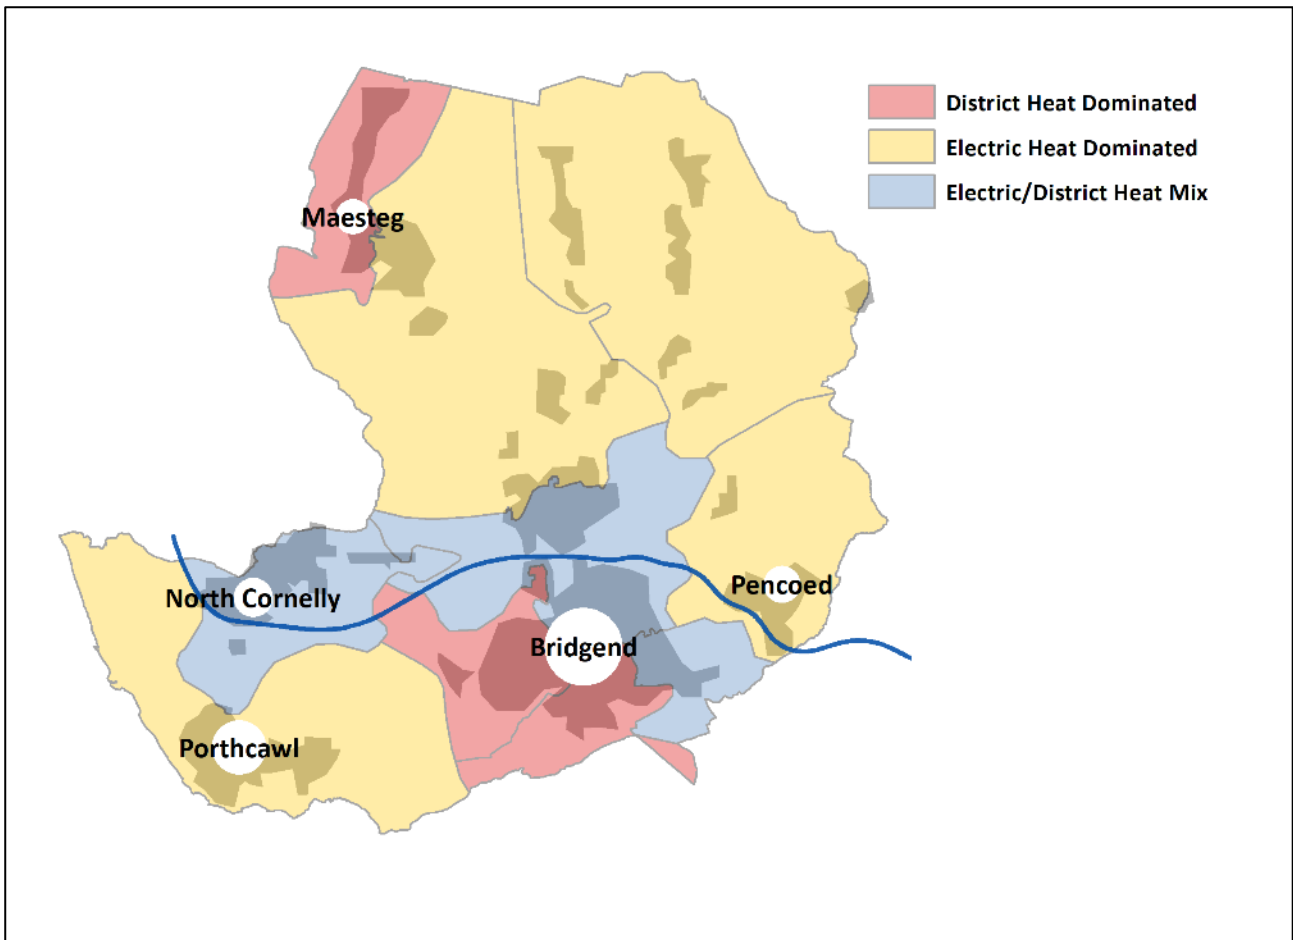 District Heat Dominated
Electric Heat Dominated
Electric/District Heat Mix
Maesteg
Pencoed
North Cornelly
Bridgend
Porthcawl